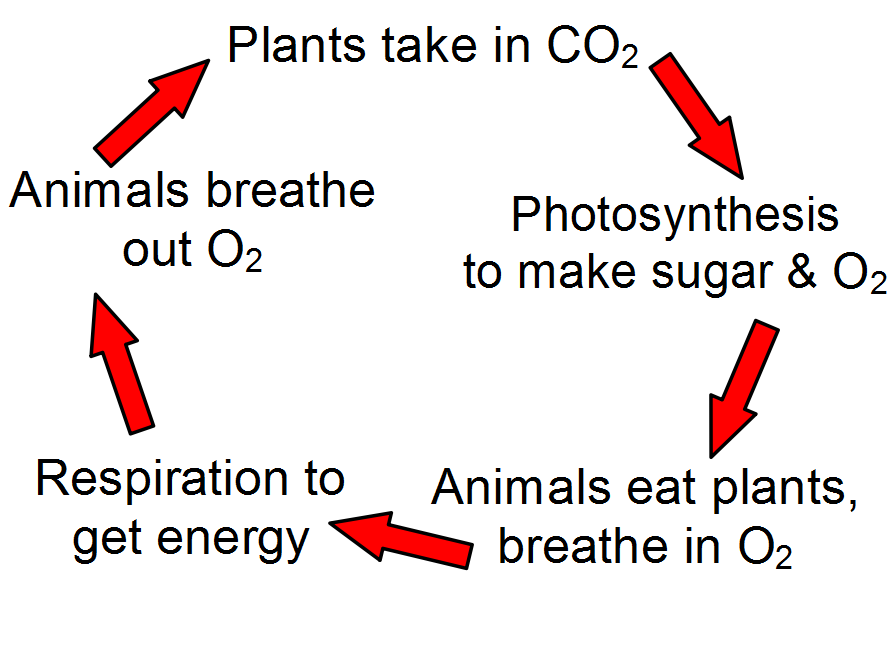 Plants take in CO₂
Photosynthesis
to make sugar & O₂
Animals eat plants,
breathe in O₂
Respiration to
get energy
Animals breathe
out O₂